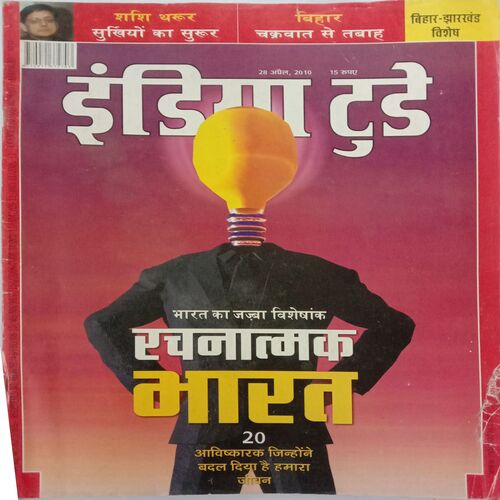 शशि थरूर
सुर्खियों का सुरूर
बिहार
चक्रवात से तबाह
बिहार-झारखंड
विशेष
28 अप्रैल, 2010 15 रुपए
इंडिया टुडे
भारत का जज़्बा विशेषांक
रचनात्मक
भारत
20
आविष्कारक जिन्होंने
बदल दिया है हमारा
जीवन